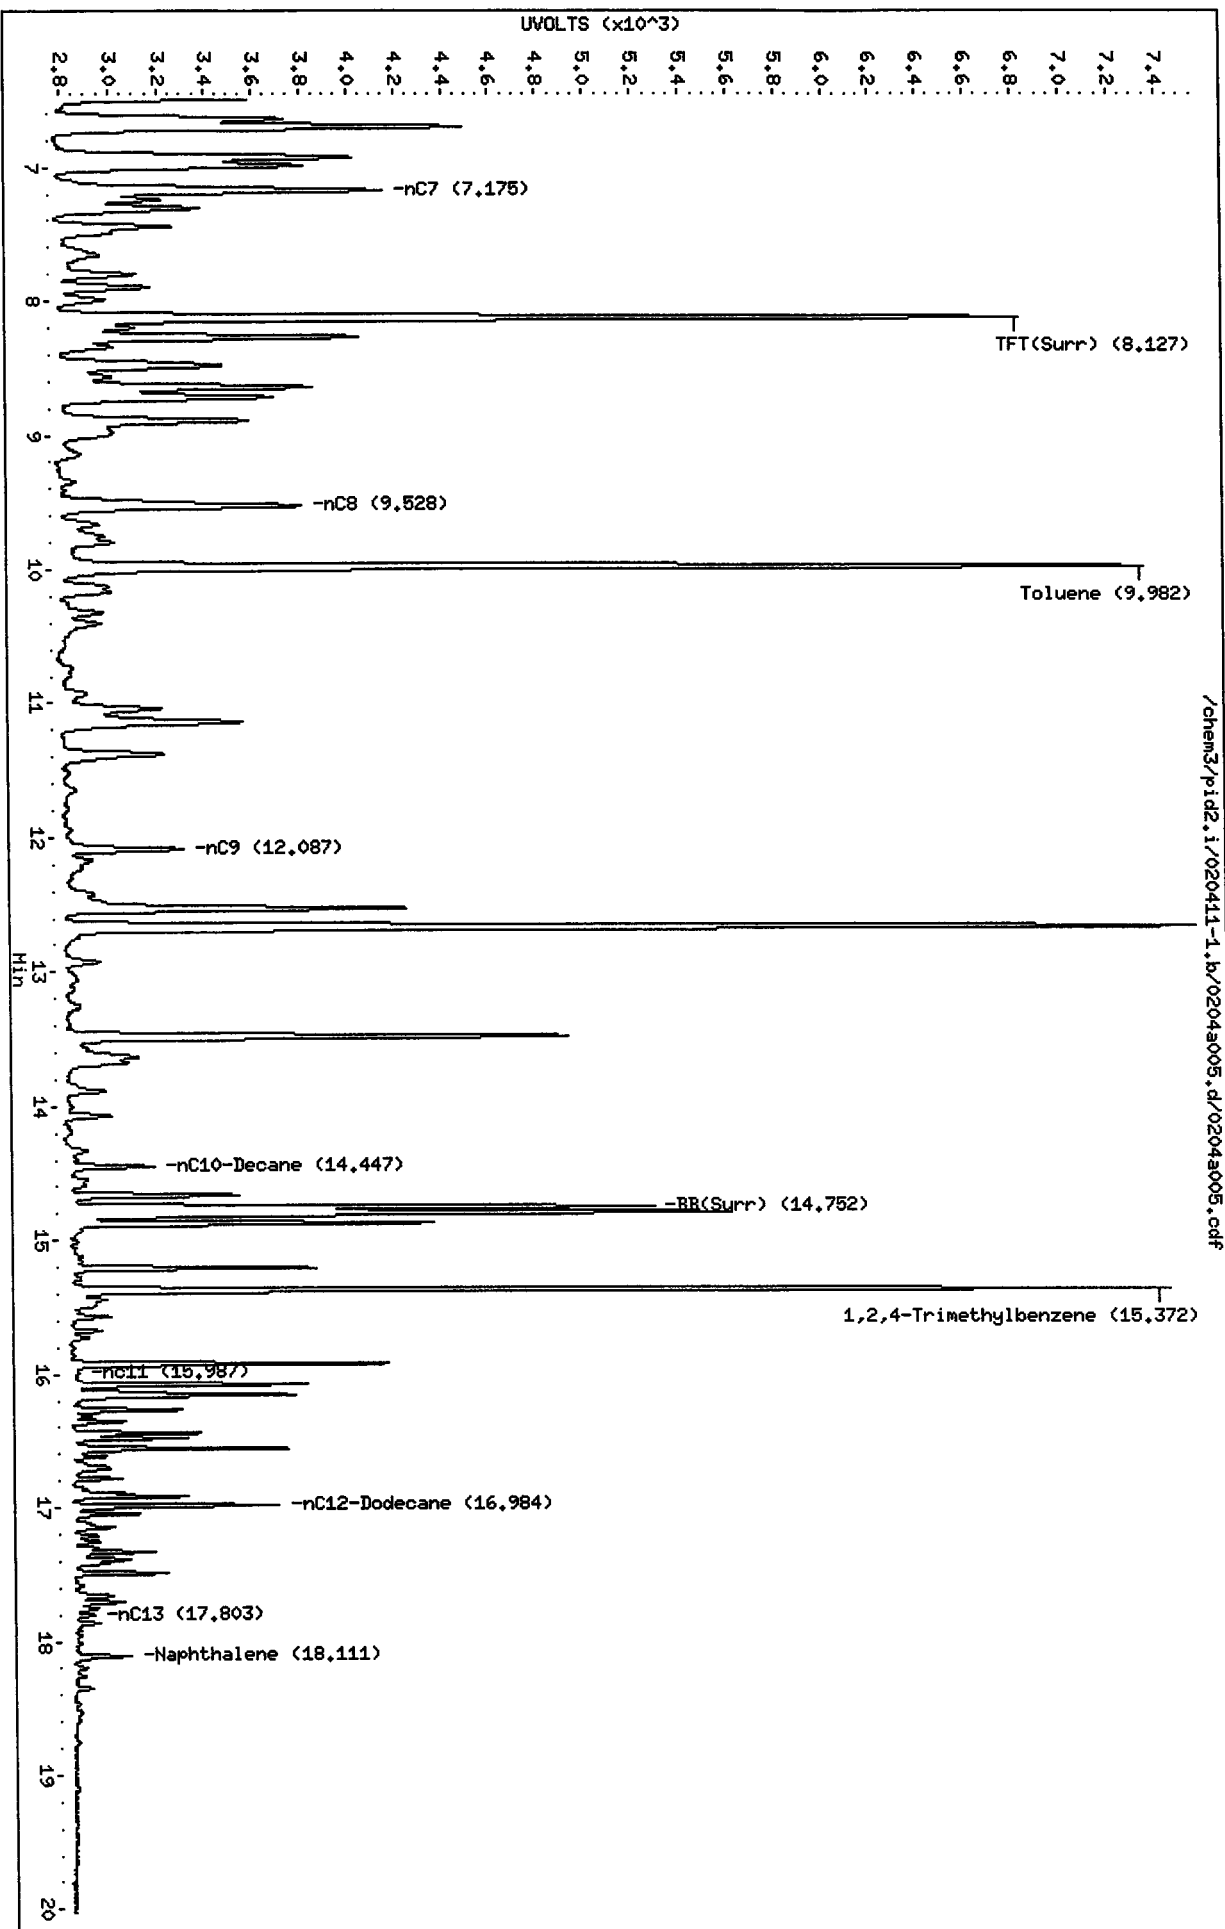 /chem3/pid2.i/020411-1.b/0204a005.d/0204a005.cdf
UVOLTS (x10^3)
7.4
7.2
7.0
6.8
6.6
6.4
6.2
6.0
5.8
5.6
5.4
5.2
5.0
4.8
4.6
4.4
4.2
4.0
3.8
3.6
3.4
3.2
3.0
2.8
-nC7 (7.175)
TFT(Surr) (8.127)
-nC8 (9.528)
Toluene (9.982)
-nC9 (12.087)
-nC10-Decane (14.447)
-BB(Surr) (14.752)
1,2,4-Trimethylbenzene (15.372)
-nc11 (15.987)
-nC12-Dodecane (16.984)
-nC13 (17.803)
-Naphthalene (18.111)
7
8
9
10
11
12
13
14
15
16
17
18
19
20
Min